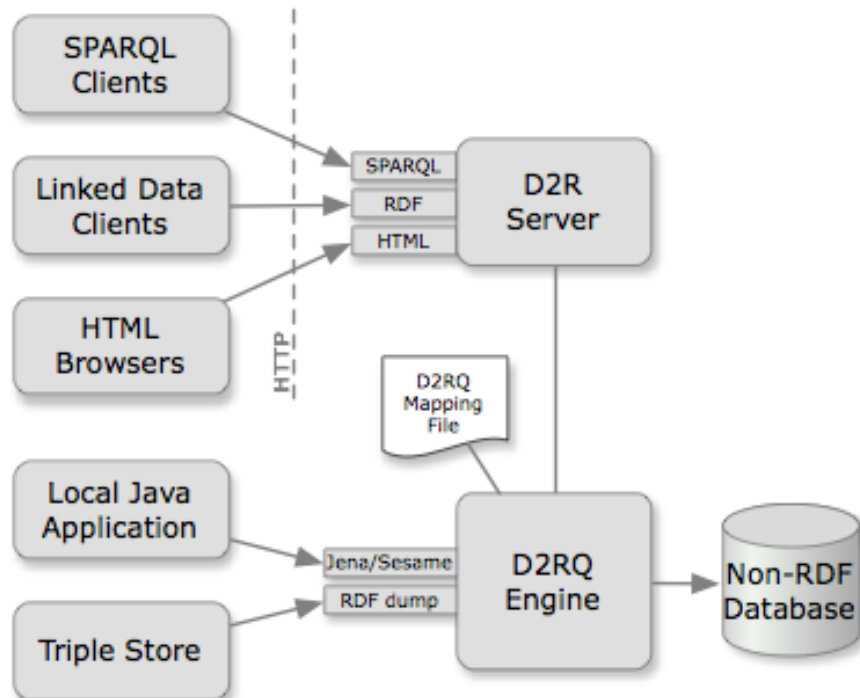 SPARQL
Clients
Linked Data
Clients
HTML
Browsers
HTTP
SPARQL
RDF
HTML
D2R
Server
D2RQ
Mapping
File
Local Java
Application
Triple Store
Jena/Sesame
RDF dump
D2RQ
Engine
Non-RDF
Database